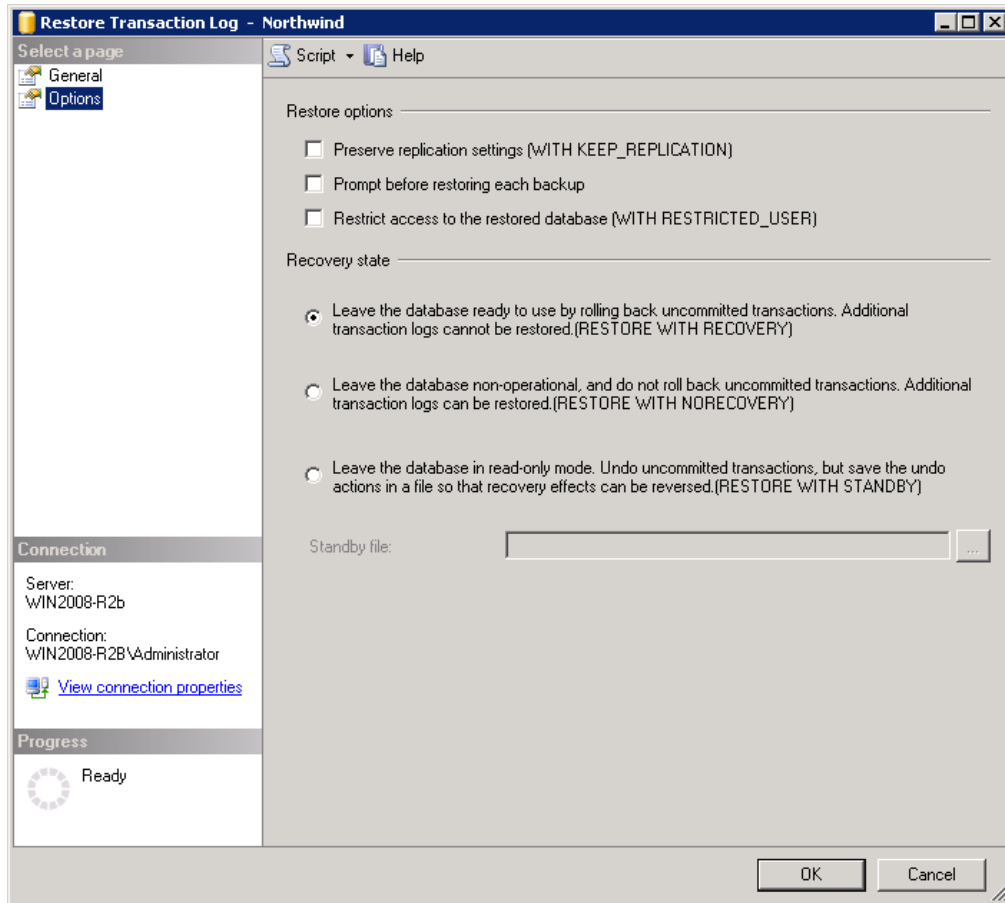 Restore Transaction Log - Northwind
Select a page
General
Options
Script
Help
Restore options
Preserve replication settings (WITH KEEP_REPLICATION)
Prompt before restoring each backup
Restrict access to the restored database (WITH RESTRICTED_USER)
Recovery state
Leave the database ready to use by rolling back uncommitted transactions. Additional
transaction logs cannot be restored.(RESTORE WITH RECOVERY)
Leave the database non-operational, and do not roll back uncommitted transactions. Additional
transaction logs can be restored.(RESTORE WITH NORECOVERY)
Leave the database in read-only mode. Undo uncommitted transactions, but save the undo
actions in a file so that recovery effects can be reversed.(RESTORE WITH STANDBY)
Standby file:
...
Connection
Server:
WIN2008-R2b
Connection:
WIN2008-R2B\Administrator
View connection properties
Progress
Ready
OK
Cancel